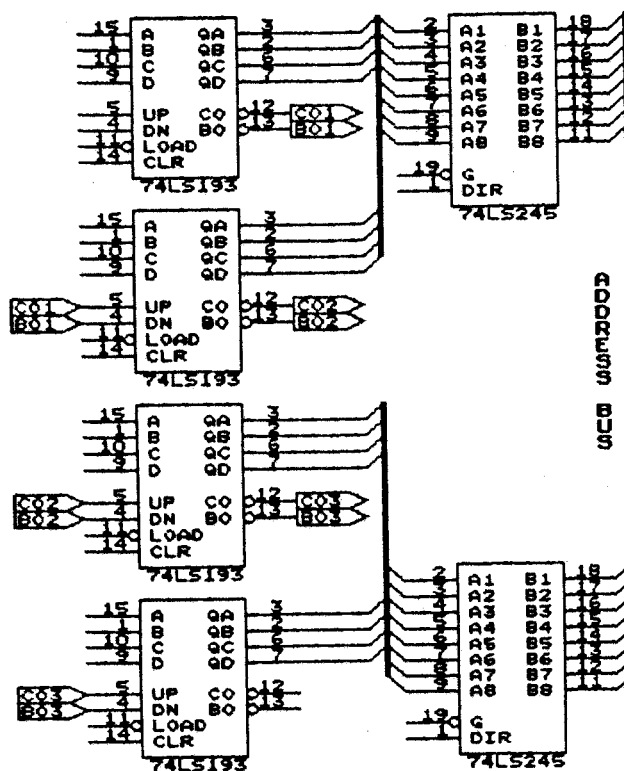 15 A QA 3
1 B QB 2
10 C QC 6
9 D QD 7
5 UP CO 12 CO1
4 DN BO 13 BO1
11 LOAD
14 CLR
74LS193
2 A1 B1 18
3 A2 B2 17
4 A3 B3 16
5 A4 B4 15
6 A5 B5 14
7 A6 B6 13
8 A7 B7 12
9 A8 B8 11
19 G
1 DIR
74LS245
15 A QA 3
1 B QB 2
10 C QC 6
9 D QD 7
CO1 5 UP CO 12 CO2
BO1 4 DN BO 13 BO2
11 LOAD
14 CLR
74LS193
ADDRESS BUS
15 A QA 3
1 B QB 2
10 C QC 6
9 D QD 7
CO2 5 UP CO 12 CO3
BO2 4 DN BO 13 BO3
11 LOAD
14 CLR
74LS193
15 A QA 3
1 B QB 2
10 C QC 6
9 D QD 7
CO3 5 UP CO 12
BO3 4 DN BO 13
11 LOAD
14 CLR
74LS193
2 A1 B1 18
3 A2 B2 17
4 A3 B3 16
5 A4 B4 15
6 A5 B5 14
7 A6 B6 13
8 A7 B7 12
9 A8 B8 11
19 G
1 DIR
74LS245